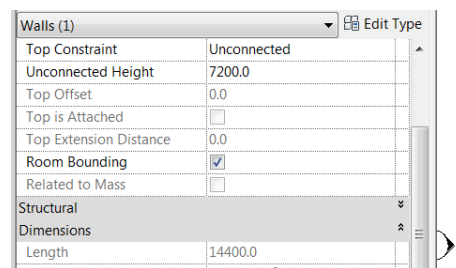 Walls (1) Edit Type
Top Constraint Unconnected
Unconnected Height 7200.0
Top Offset 0.0
Top is Attached
Top Extension Distance 0.0
Room Bounding
Related to Mass
Structural
Dimensions
Length 14400.0